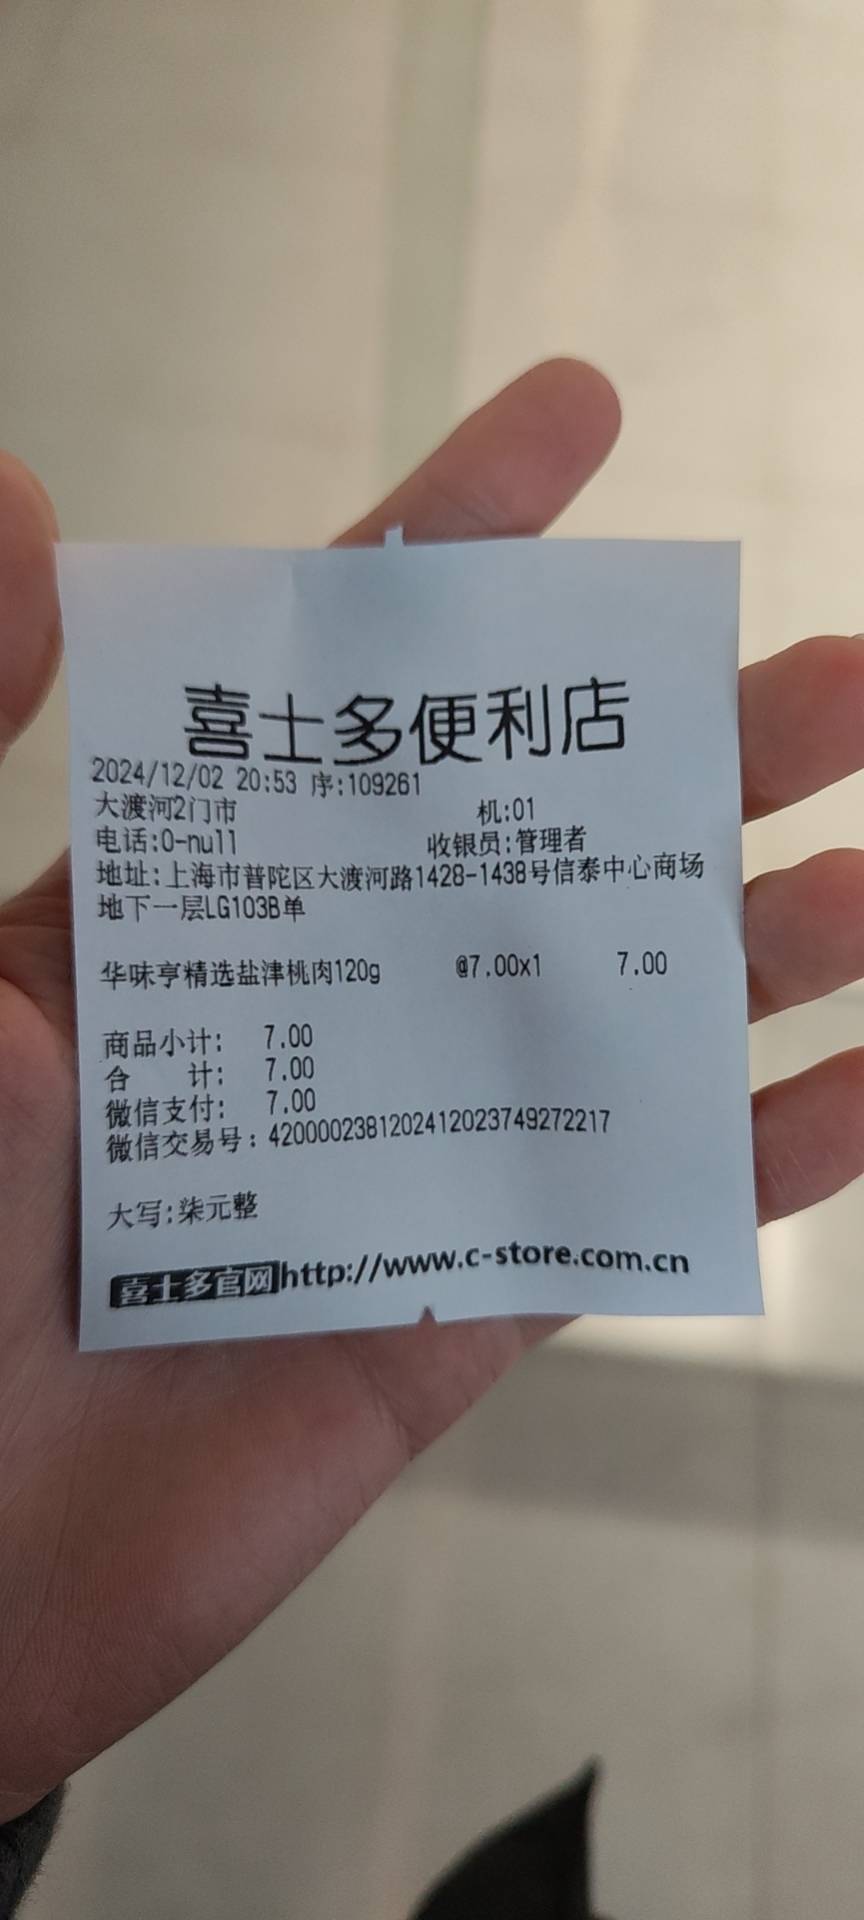 喜士多便利店
2024/12/02 20:53 序:109261
大渡河2门市 机:01
电话:0-null 收银员:管理者
地址:上海市普陀区大渡河路1428-1438号信泰中心商场
地下一层LG103B单
华味亨精选盐津桃肉120g @7.00x1 7.00
商品小计: 7.00
合 计: 7.00
微信支付: 7.00
微信交易号: 4200002381202412023749272217
大写:柒元整
喜士多官网http://www.c-store.com.cn